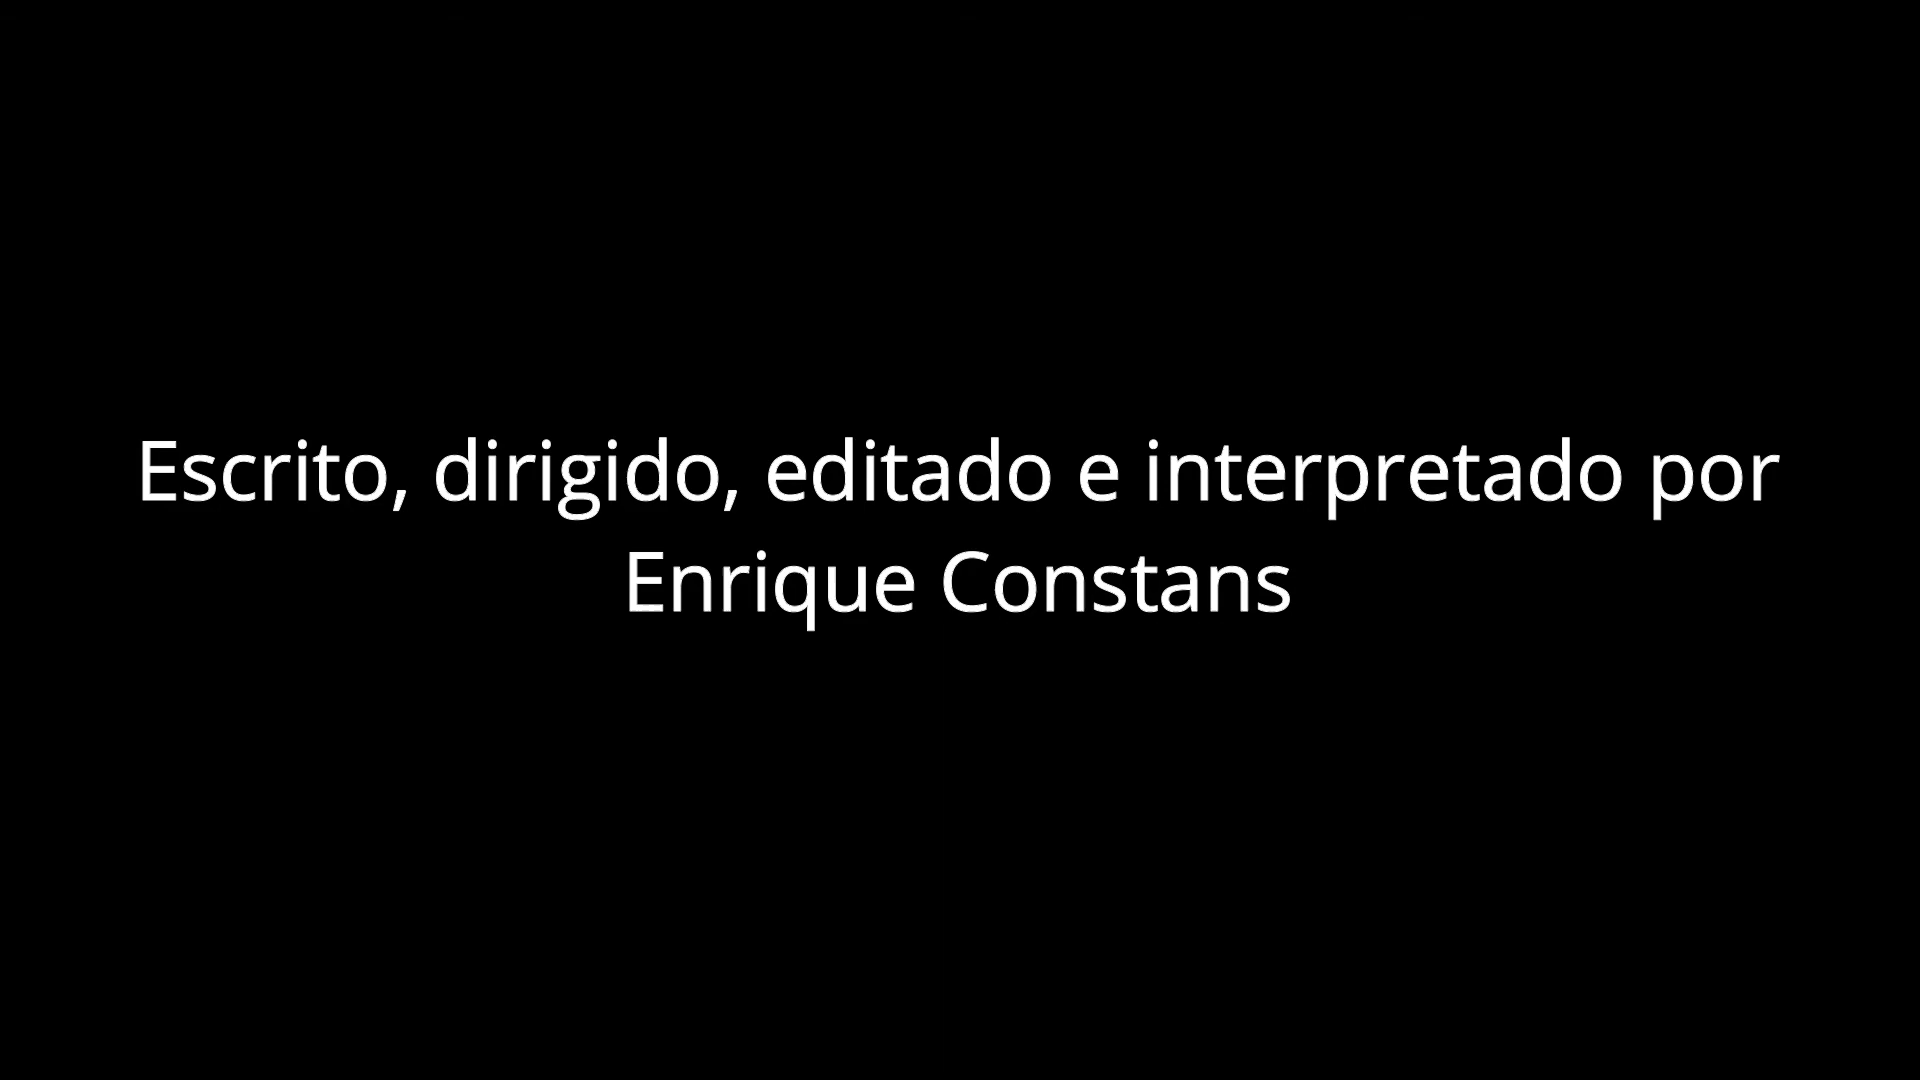 Escrito, dirigido, editado e interpretado por
Enrique Constans